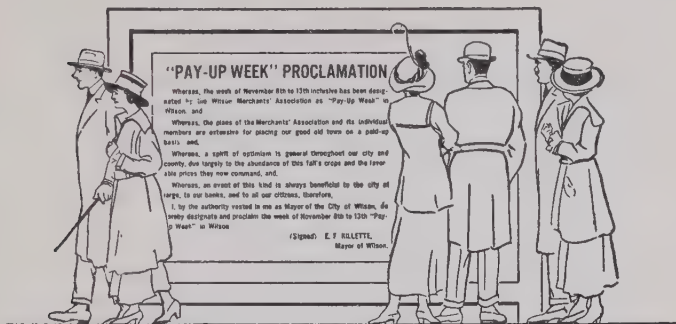 "PAY-UP WEEK" PROCLAMATION
Whereas, the week of November 8th to 13th inclusive has been desig-
nated by the Wilson Merchants' Association as "Pay-Up Week" in
Wilson, and
Whereas, the plans of the Merchants' Association and its individual
members are extensive for placing our good old town on a paid-up
basis and,
Whereas, a spirit of optimism is general throughout our city and
county, due largely to the abundance of this fall's crops and the favor
able prices they now command, and,
Whereas, an event of this kind is always beneficial to the city at
large, to our banks, and to all our citizens, therefore,
I, by the authority vested in me as Mayor of the City of Wilson, do
ereby designate and proclaim the week of November 8th to 13th "Pay-
p Week" in Wilson
(Signed) E. F. KILLETTE,
Mayor of Wilson.